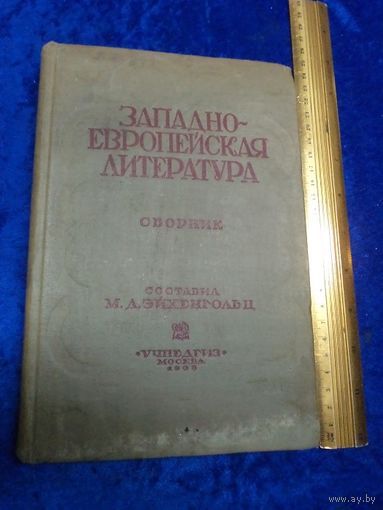 ЗАПАДНО-
ЕВРОПЕЙСКАЯ
ЛИТЕРАТУРА
СБОРНИК
СОСТАВИЛ
М.Д.ЭЙХЕНГОЛЬЦ
•УЧПЕДГИЗ•
МОСКВА
www.ay.by